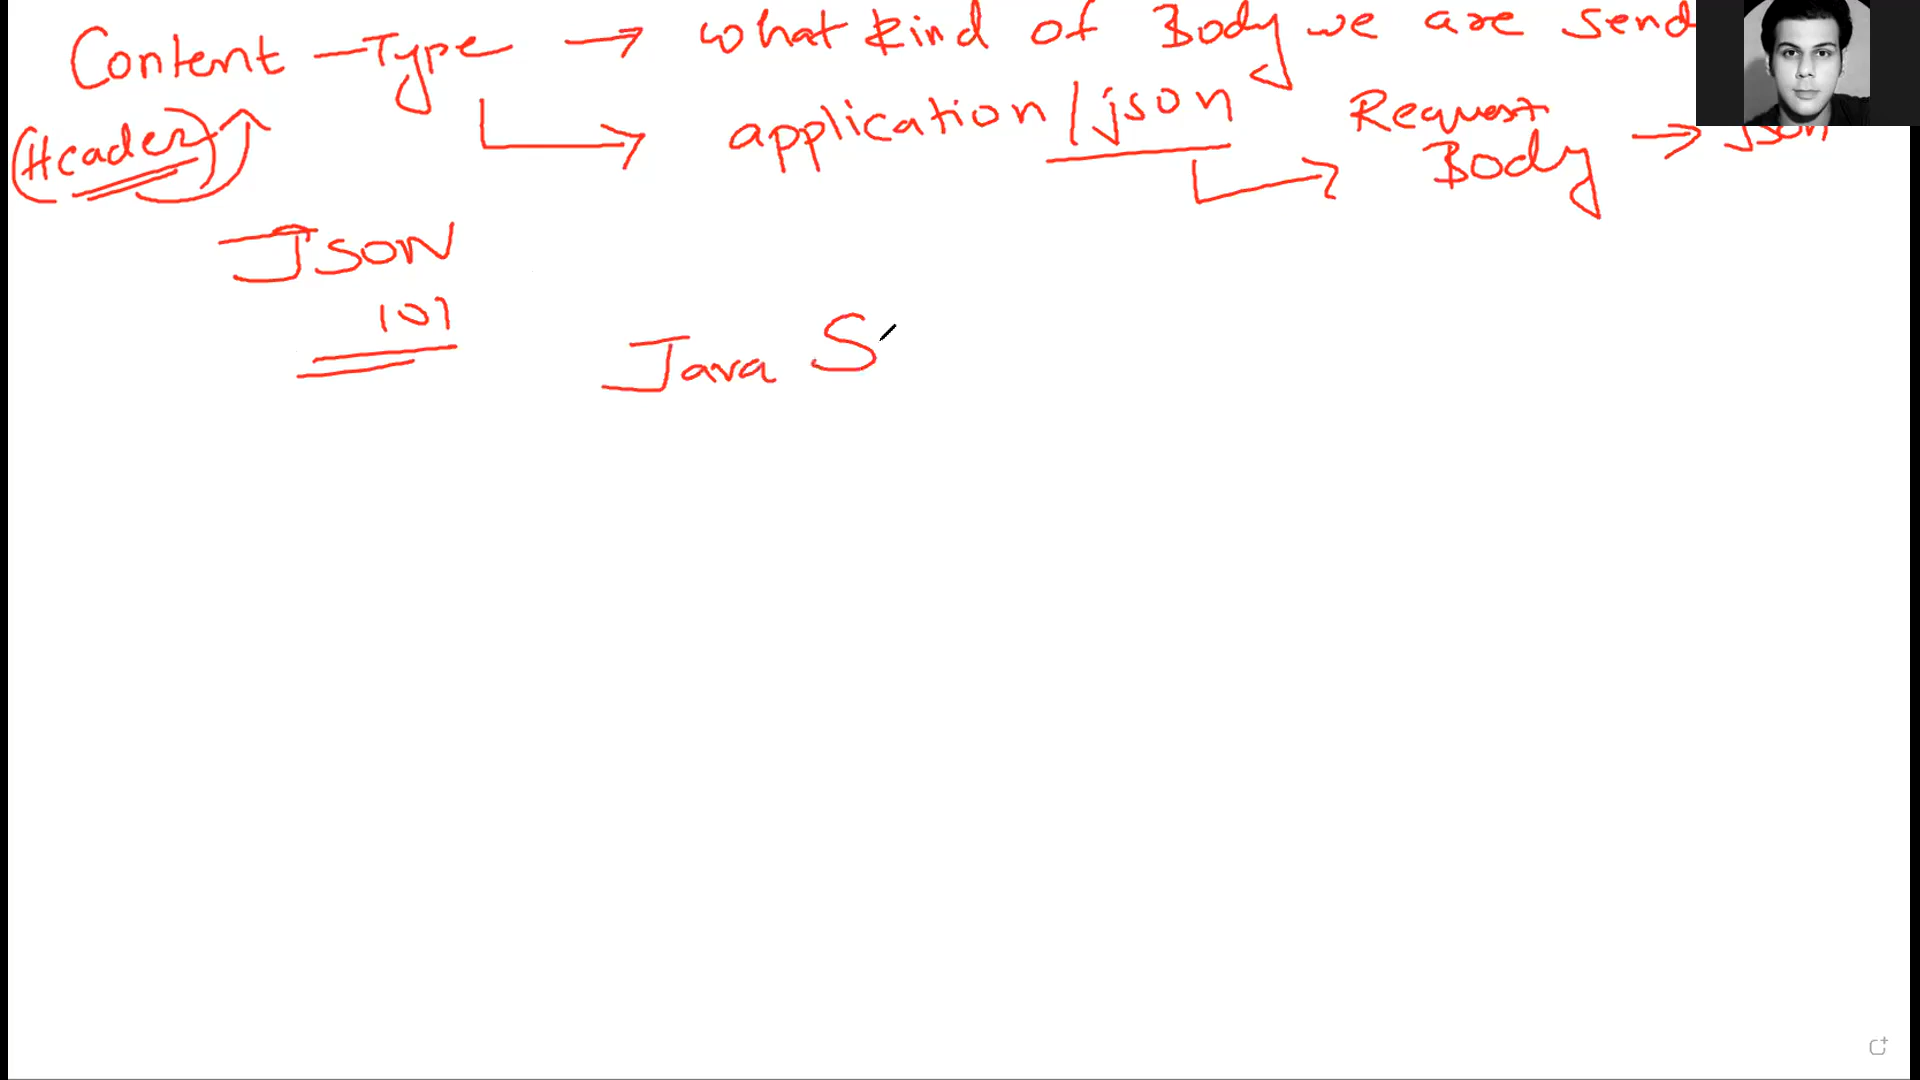 Content-Type → what kind of Body we are send
(Header) → application/json → Request Body → Json
JSON
101
Java S